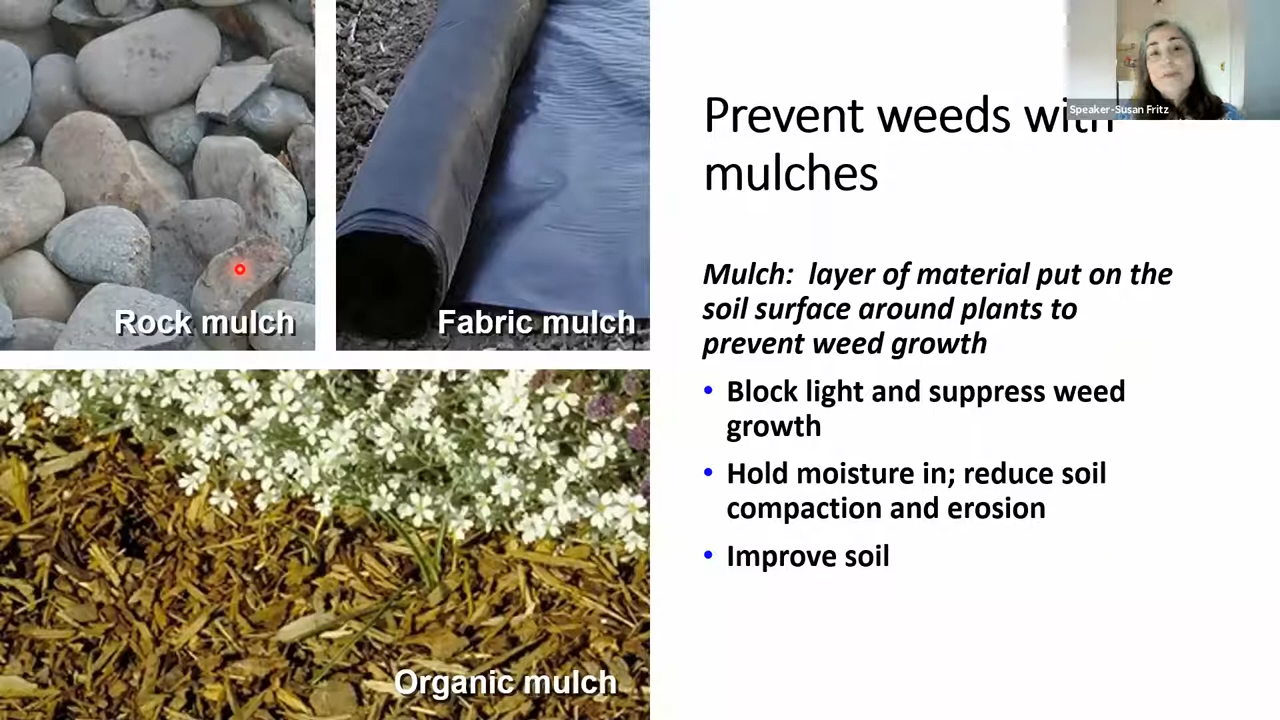 Speaker-Susan Fritz
Prevent weeds with
mulches
Mulch: layer of material put on the
soil surface around plants to
prevent weed growth
• Block light and suppress weed
growth
• Hold moisture in; reduce soil
compaction and erosion
• Improve soil
Rock mulch
Fabric mulch
Organic mulch